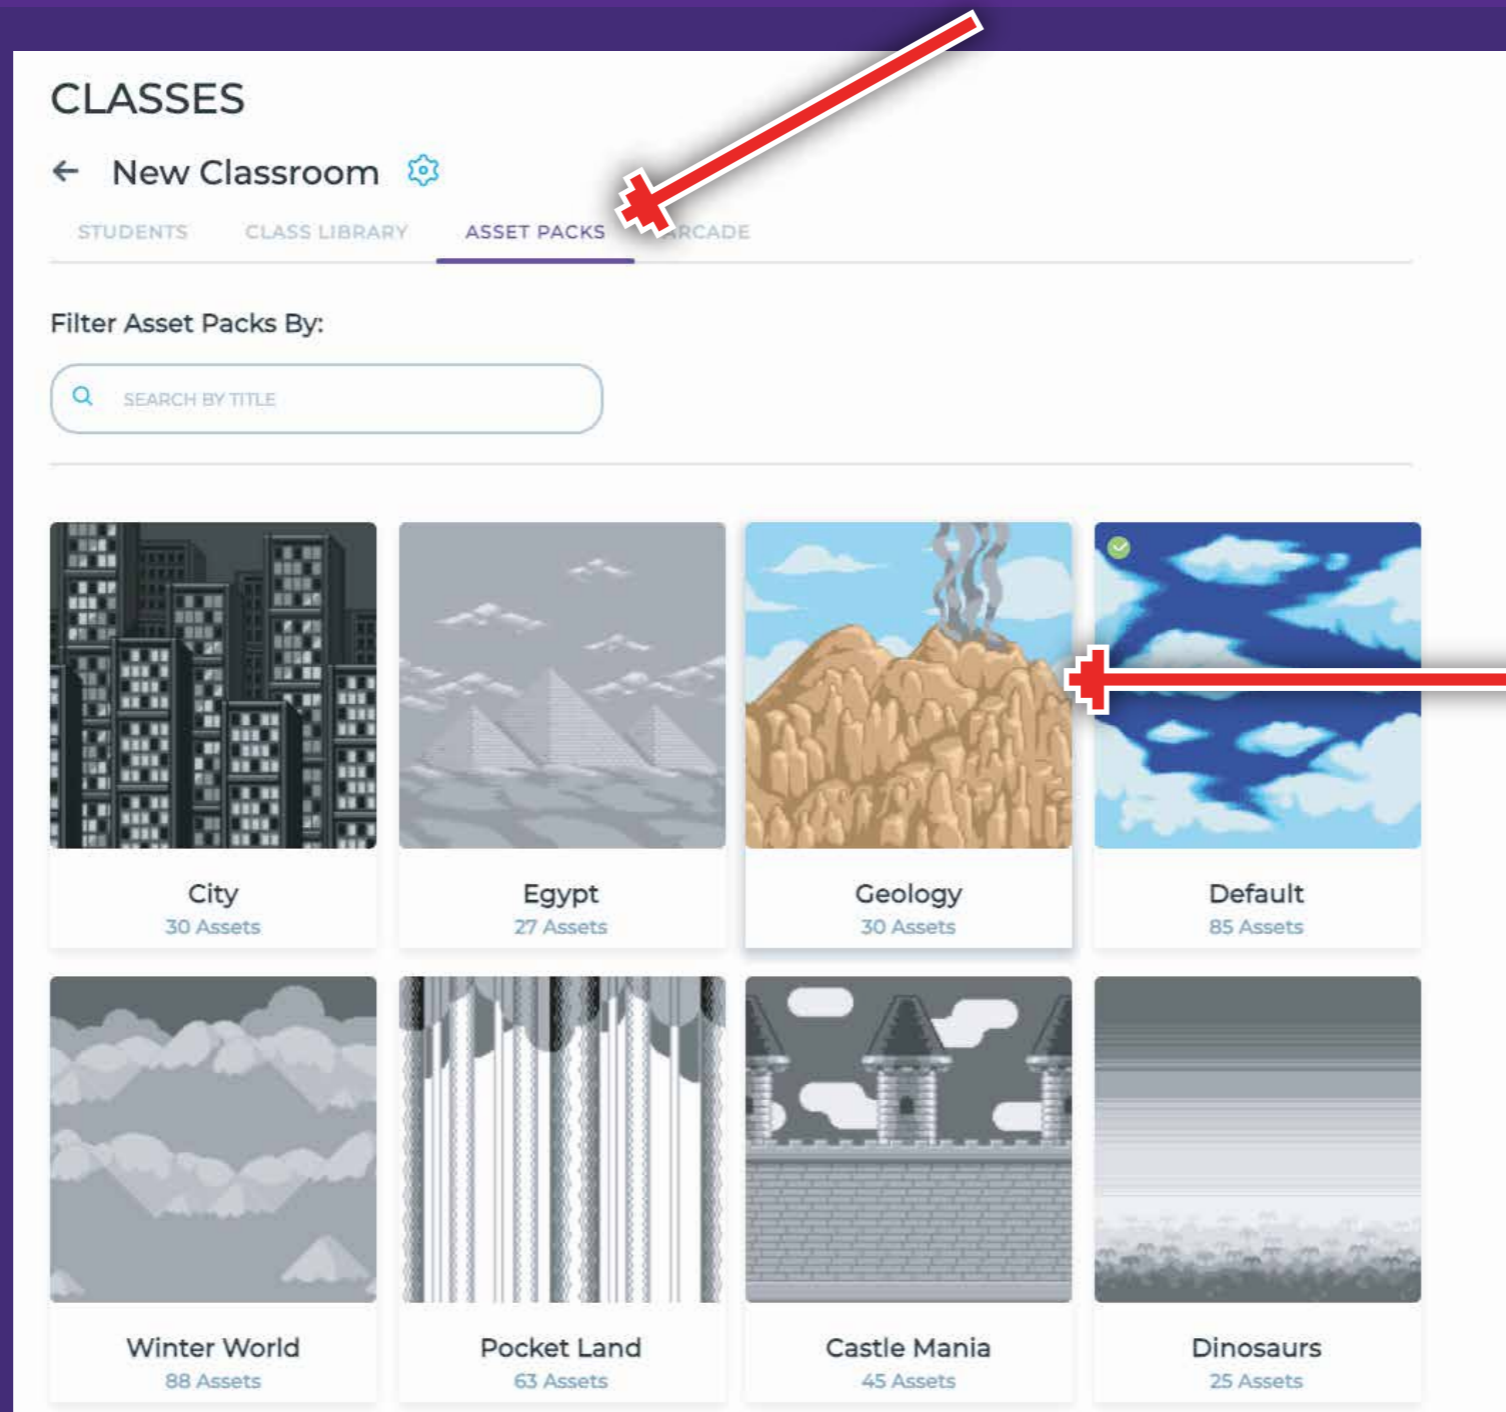 CLASSES
New Classroom
STUDENTS CLASS LIBRARY ASSET PACKS ARCADE
Filter Asset Packs By:
SEARCH BY TITLE
City Egypt Geology Default
30 Assets 27 Assets 30 Assets 85 Assets
Winter World Pocket Land Castle Mania Dinosaurs
88 Assets 63 Assets 45 Assets 25 Assets